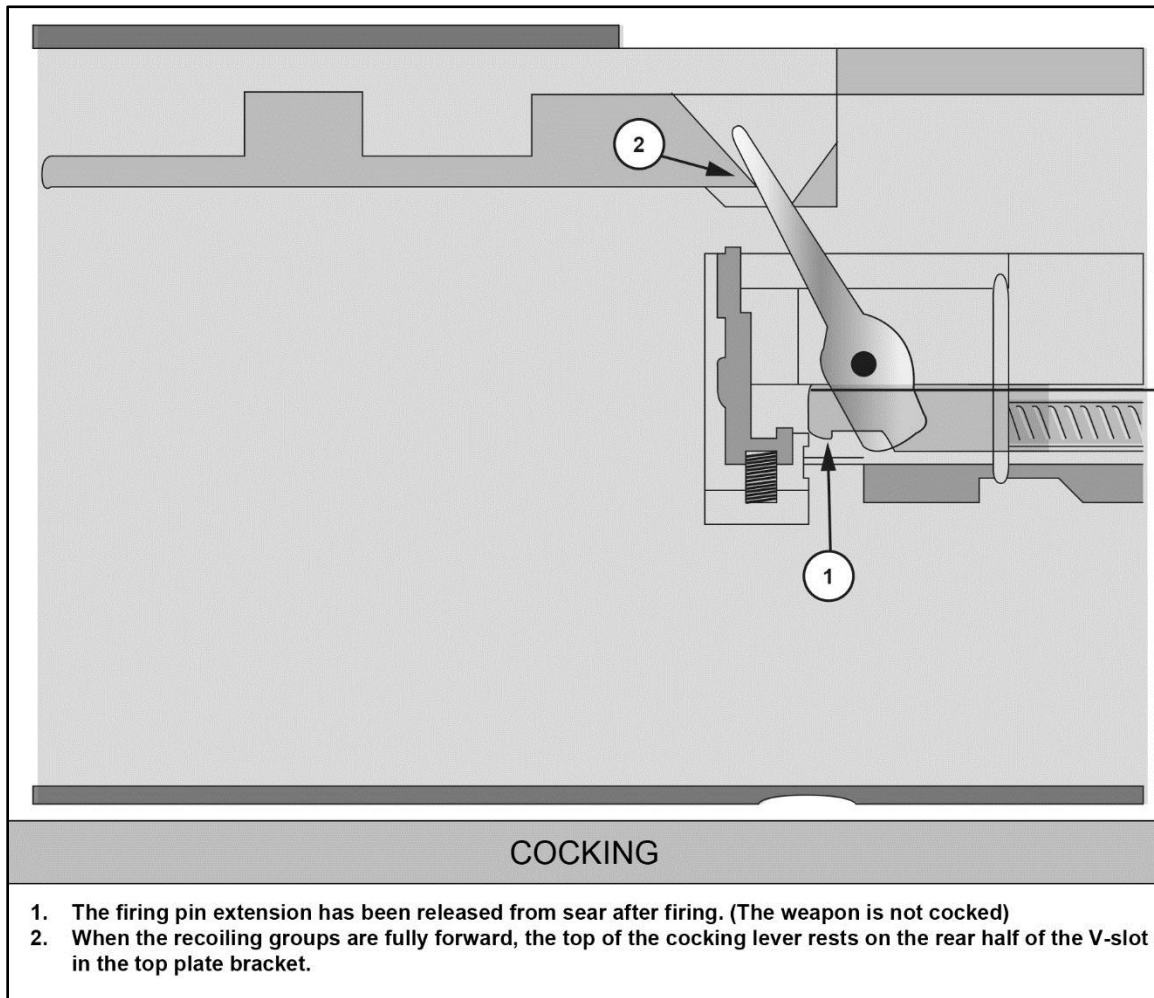 2
1
COCKING
1. The firing pin extension has been released from sear after firing. (The weapon is not cocked)
2. When the recoiling groups are fully forward, the top of the cocking lever rests on the rear half of the V-slot
in the top plate bracket.